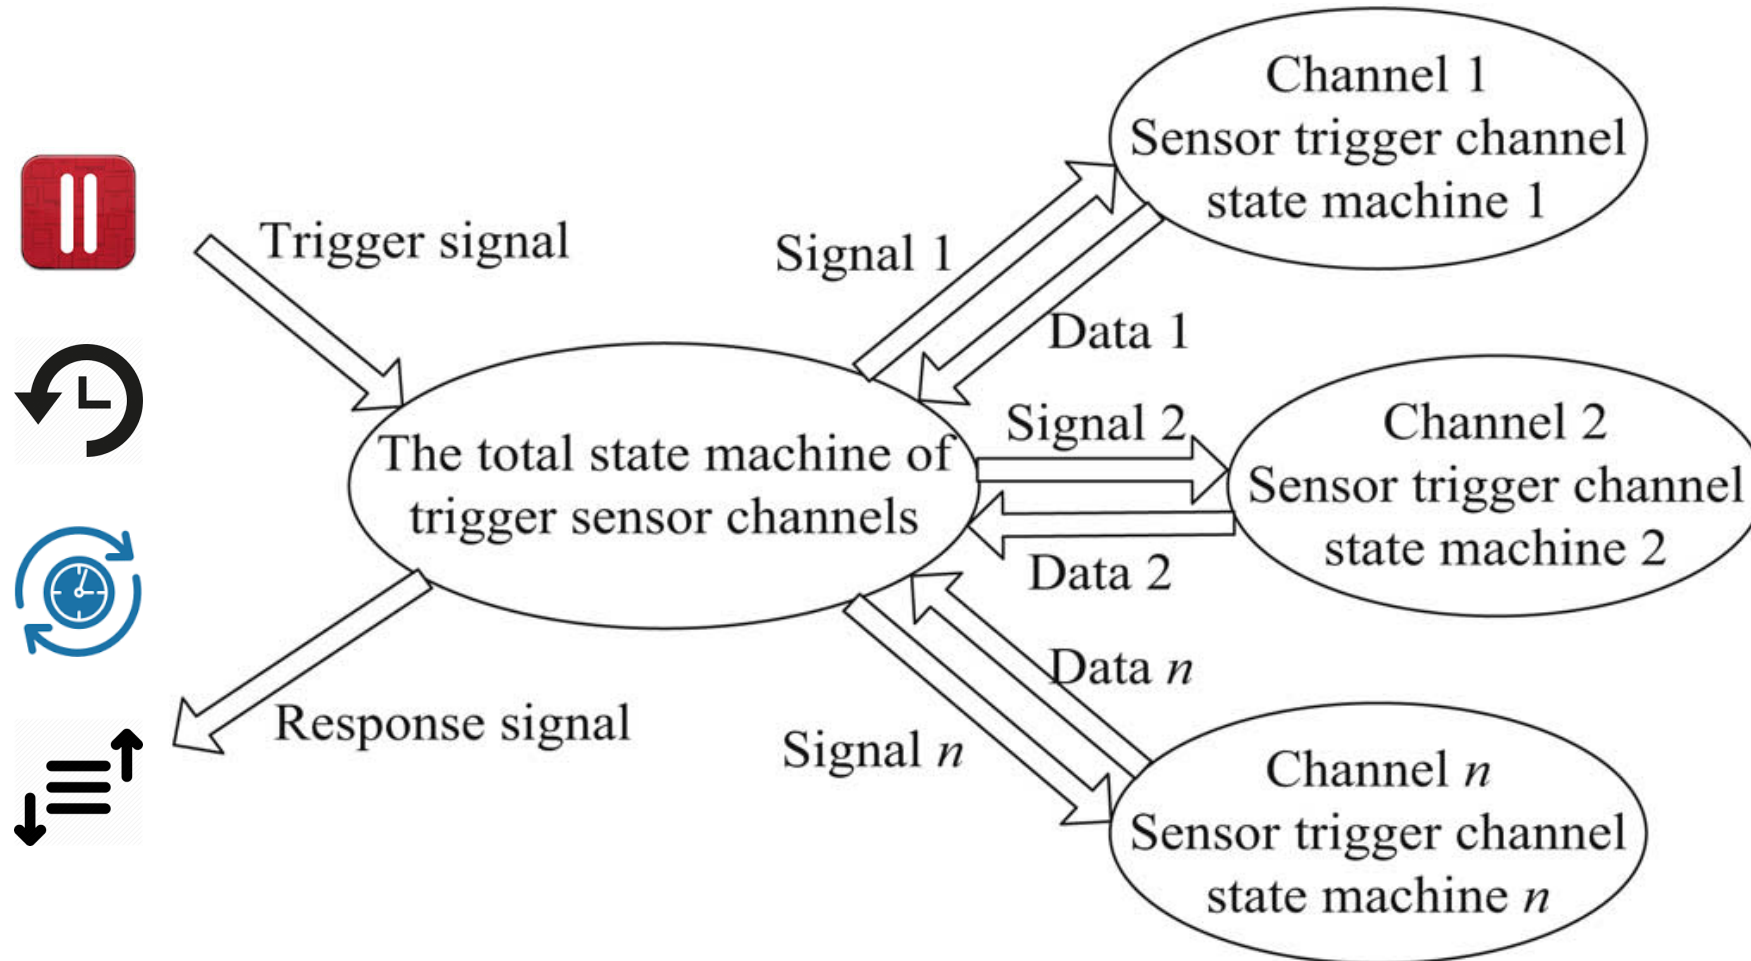 Trigger signal
Signal 1
Data 1
Channel 1
Sensor trigger channel
state machine 1
The total state machine of
trigger sensor channels
Signal 2
Data 2
Channel 2
Sensor trigger channel
state machine 2
Response signal
Signal n
Data n
Channel n
Sensor trigger channel
state machine n